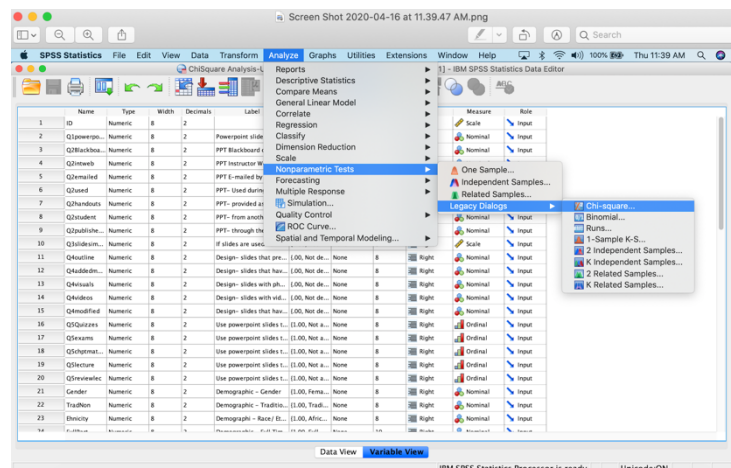 Screen Shot 2020-04-16 at 11.39.47 AM.png
Search
SPSS Statistics File Edit View Data Transform Analyze Graphs Utilities Extensions Window Help 100% Thu 11:39 AM
ChiSquare Analysis-U 1] - IBM SPSS Statistics Data Editor
Reports
Descriptive Statistics
Compare Means
General Linear Model
Correlate
Regression
Classify
Dimension Reduction
Scale
Nonparametric Tests
Forecasting
Multiple Response
Simulation...
Quality Control
ROC Curve...
Spatial and Temporal Modeling...
One Sample...
Independent Samples...
Related Samples...
Legacy Dialogs
Chi-square...
Binomial...
Runs...
1-Sample K-S...
2 Independent Samples...
K Independent Samples...
2 Related Samples...
K Related Samples...
Name Type Width Decimals Label Measure Role
1 ID Numeric 8 2 Scale Input
2 Q1powerpo... Numeric 8 2 Powerpoint slide Nominal Input
3 Q2Blackboa... Numeric 8 2 PPT Blackboard Nominal Input
4 Q2intweb Numeric 8 2 PPT Instructor W Nominal Input
5 Q2emailed Numeric 8 2 PPT E-mailed by Nominal Input
6 Q2used Numeric 8 2 PPT- Used durin Nominal Input
7 Q2handouts Numeric 8 2 PPT- provided as Nominal Input
8 Q2student Numeric 8 2 PPT- from anoth Nominal Input
9 Q2publishe... Numeric 8 2 PPT- through the Nominal Input
10 Q3slidesim... Numeric 8 2 If slides are used Scale Input
11 Q4outline Numeric 8 2 Design- slides that pre... {.00, Not de... None 8 Right Nominal Input
12 Q4addedm... Numeric 8 2 Design- slides that hav... {.00, Not de... None 8 Right Nominal Input
13 Q4visuals Numeric 8 2 Design- slides with ph... {.00, Not de... None 8 Right Nominal Input
14 Q4videos Numeric 8 2 Design- slides with vid... {.00, Not de... None 8 Right Nominal Input
15 Q4modified Numeric 8 2 Design- slides that hav... {.00, Not de... None 8 Right Nominal Input
16 Q5Quizzes Numeric 8 2 Use powerpoint slides t... {1.00, Not a... None 8 Right Ordinal Input
17 Q5exams Numeric 8 2 Use powerpoint slides t... {1.00, Not a... None 8 Right Ordinal Input
18 Q5chptmat... Numeric 8 2 Use powerpoint slides t... {1.00, Not a... None 8 Right Ordinal Input
19 Q5lecture Numeric 8 2 Use powerpoint slides t... {1.00, Not a... None 8 Right Ordinal Input
20 Q5reviewlec Numeric 8 2 Use powerpoint slides t... {1.00, Not a... None 8 Right Ordinal Input
21 Gender Numeric 8 2 Demographic - Gender {1.00, Fema... None 8 Right Nominal Input
22 TradNon Numeric 8 2 Demographic - Traditio... {1.00, Tradi... None 8 Right Nominal Input
23 Ethnicity Numeric 8 2 Demographi - Race/ Et... {1.00, Afric... None 8 Right Nominal Input
Data View Variable View
IBM SPSS Statistics Processor is ready Unicode:ON